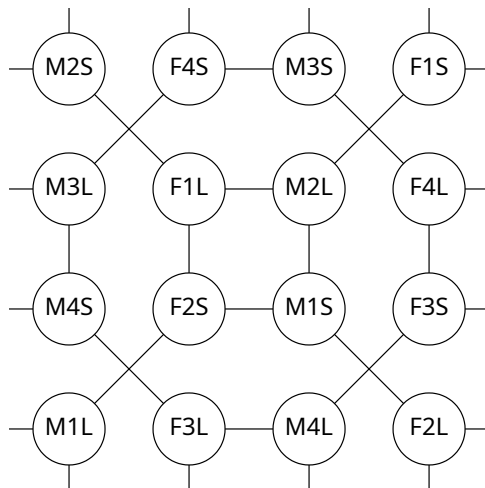 M2S F4S M3S F1S
M3L F1L M2L F4L
M4S F2S M1S F3S
M1L F3L M4L F2L